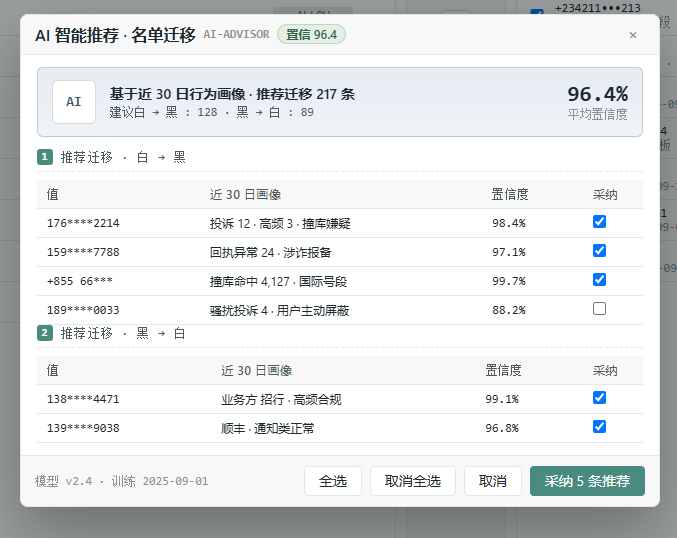 +234211•••213
AI 智能推荐 · 名单迁移 AI-ADVISOR 置信 96.4 ×
AI
基于近 30 日行为画像 · 推荐迁移 217 条
建议白 → 黑 : 128 · 黑 → 白 : 89
96.4%
平均置信度
1 推荐迁移 · 白 → 黑
值 近 30 日画像 置信度 采纳
176****2214 投诉 12 · 高频 3 · 撞库嫌疑 98.4%
159****7788 回执异常 24 · 涉诈报备 97.1%
+855 66*** 撞库命中 4,127 · 国际号段 99.7%
189****0033 骚扰投诉 4 · 用户主动屏蔽 88.2%
2 推荐迁移 · 黑 → 白
值 近 30 日画像 置信度 采纳
138****4471 业务方 招行 · 高频合规 99.1%
139****9038 顺丰 · 通知类正常 96.8%
模型 v2.4 · 训练 2025-09-01 全选 取消全选 取消 采纳 5 条推荐